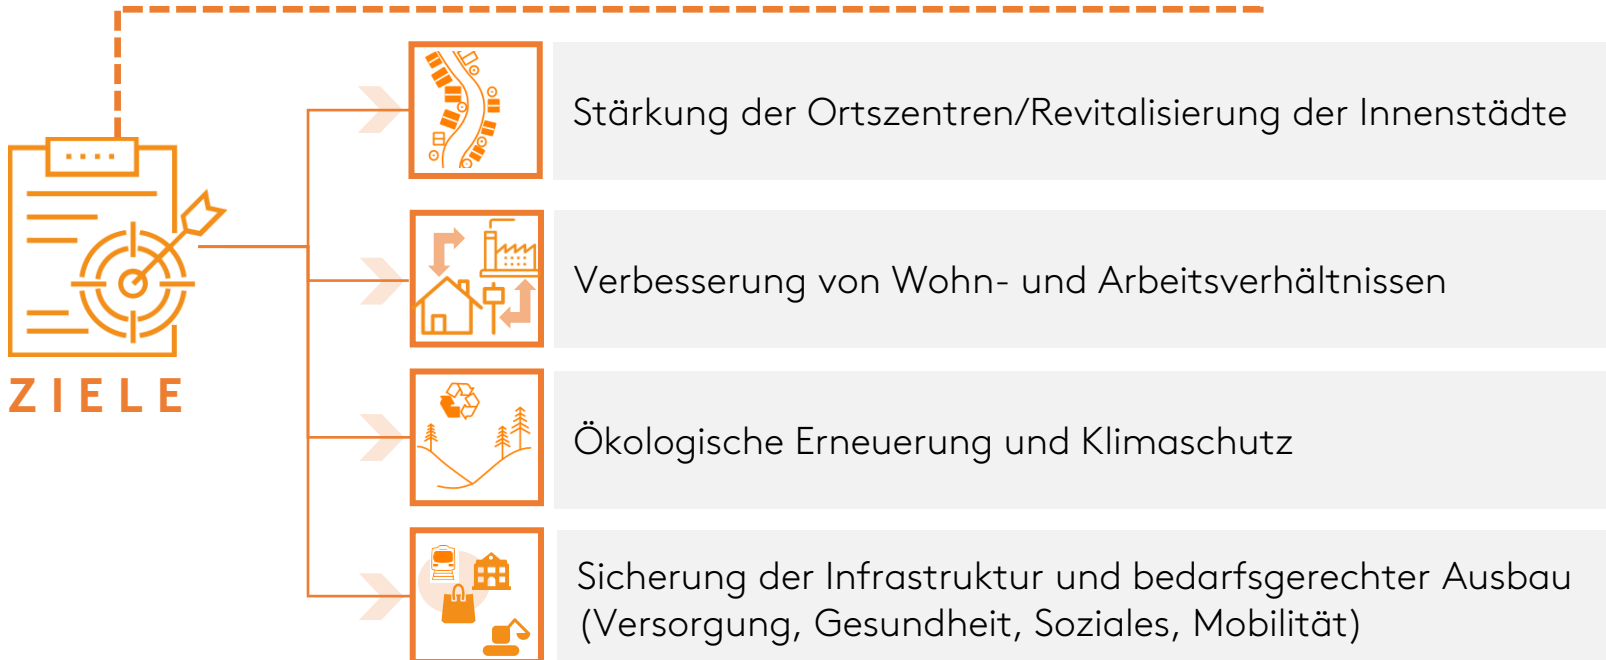 ZIELE
Stärkung der Ortszentren/Revitalisierung der Innenstädte
Verbesserung von Wohn- und Arbeitsverhältnissen
Ökologische Erneuerung und Klimaschutz
Sicherung der Infrastruktur und bedarfsgerechter Ausbau
(Versorgung, Gesundheit, Soziales, Mobilität)